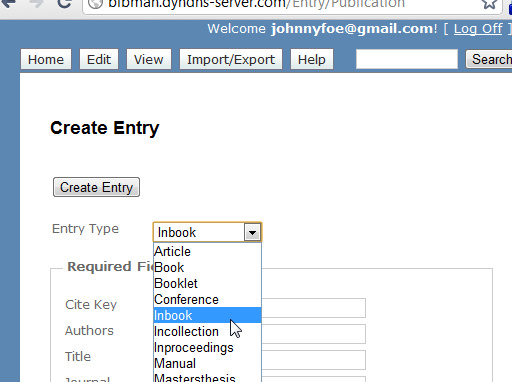 bibman.dyndns-server.com/Entry/Publication
Welcome johnnyfoe@gmail.com! [ Log Off ]
Home Edit View Import/Export Help Search
Create Entry
Create Entry
Entry Type Inbook
Article
Book
Booklet
Conference
Inbook
Incollection
Inproceedings
Manual
Mastersthesis
Required Fi
Cite Key
Authors
Title
Journal